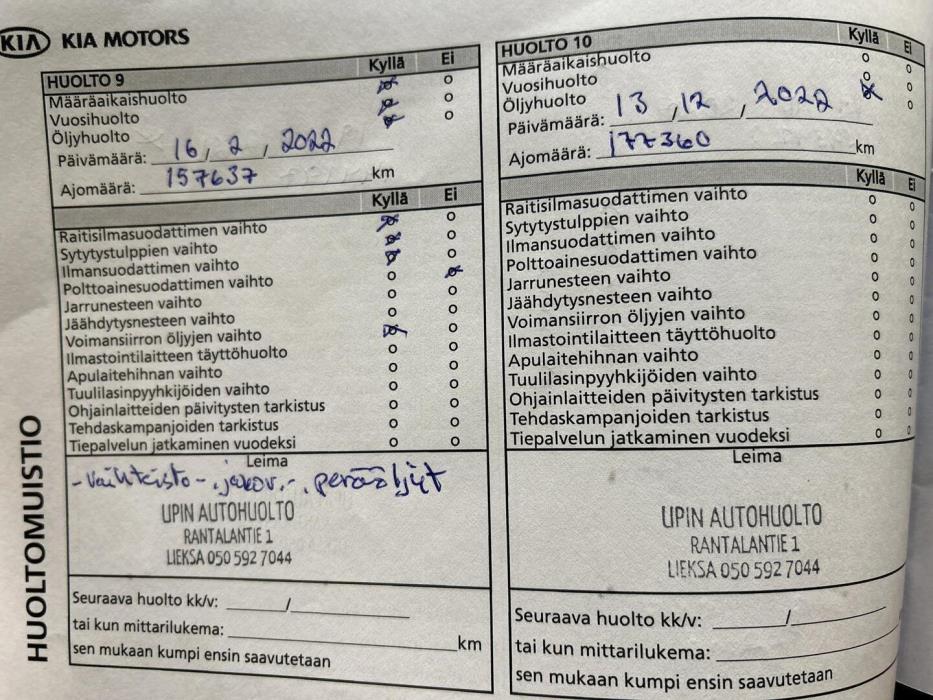 KIA KIA MOTORS
HUOLTO 9 Kyllä Ei
Määräaikaishuolto
Vuosihuolto
Öljyhuolto
Päivämäärä: 16, 2, 2022
Ajomäärä: 157637 km
Kyllä Ei
Raitisilmasuodattimen vaihto
Sytytystulppien vaihto
Ilmansuodattimen vaihto
Polttoainesuodattimen vaihto
Jarrunesteen vaihto
Jäähdytysnesteen vaihto
Voimansiirron öljyjen vaihto
Ilmastointilaitteen täyttöhuolto
Apulaitehihnan vaihto
Tuulilasinpyyhkijöiden vaihto
Ohjainlaitteiden päivitysten tarkistus
Tehdaskampanjoiden tarkistus
Tiepalvelun jatkaminen vuodeksi
Leima
-vaihteisto-.jakov.-. perääöljyt
UPIN AUTOHUOLTO
RANTALANTIE 1
LIEKSA 050 592 7044
Seuraava huolto kk/v: /
tai kun mittarilukema: km
sen mukaan kumpi ensin saavutetaan
HUOLTO 10 Kyllä Ei
Määräaikaishuolto
Vuosihuolto
Öljyhuolto
Päivämäärä: 13, 12, 2022
Ajomäärä: 177360 km
Kyllä Ei
Raitisilmasuodattimen vaihto
Sytytystulppien vaihto
Ilmansuodattimen vaihto
Polttoainesuodattimen vaihto
Jarrunesteen vaihto
Jäähdytysnesteen vaihto
Voimansiirron öljyjen vaihto
Ilmastointilaitteen täyttöhuolto
Apulaitehihnan vaihto
Tuulilasinpyyhkijöiden vaihto
Ohjainlaitteiden päivitysten tarkistus
Tehdaskampanjoiden tarkistus
Tiepalvelun jatkaminen vuodeksi
Leima
UPIN AUTOHUOLTO
RANTALANTIE 1
LIEKSA 050 592 7044
Seuraava huolto kk/v: /
tai kun mittarilukema:
sen mukaan kumpi ensin saavutetaan
HUOLTOMUISTIO